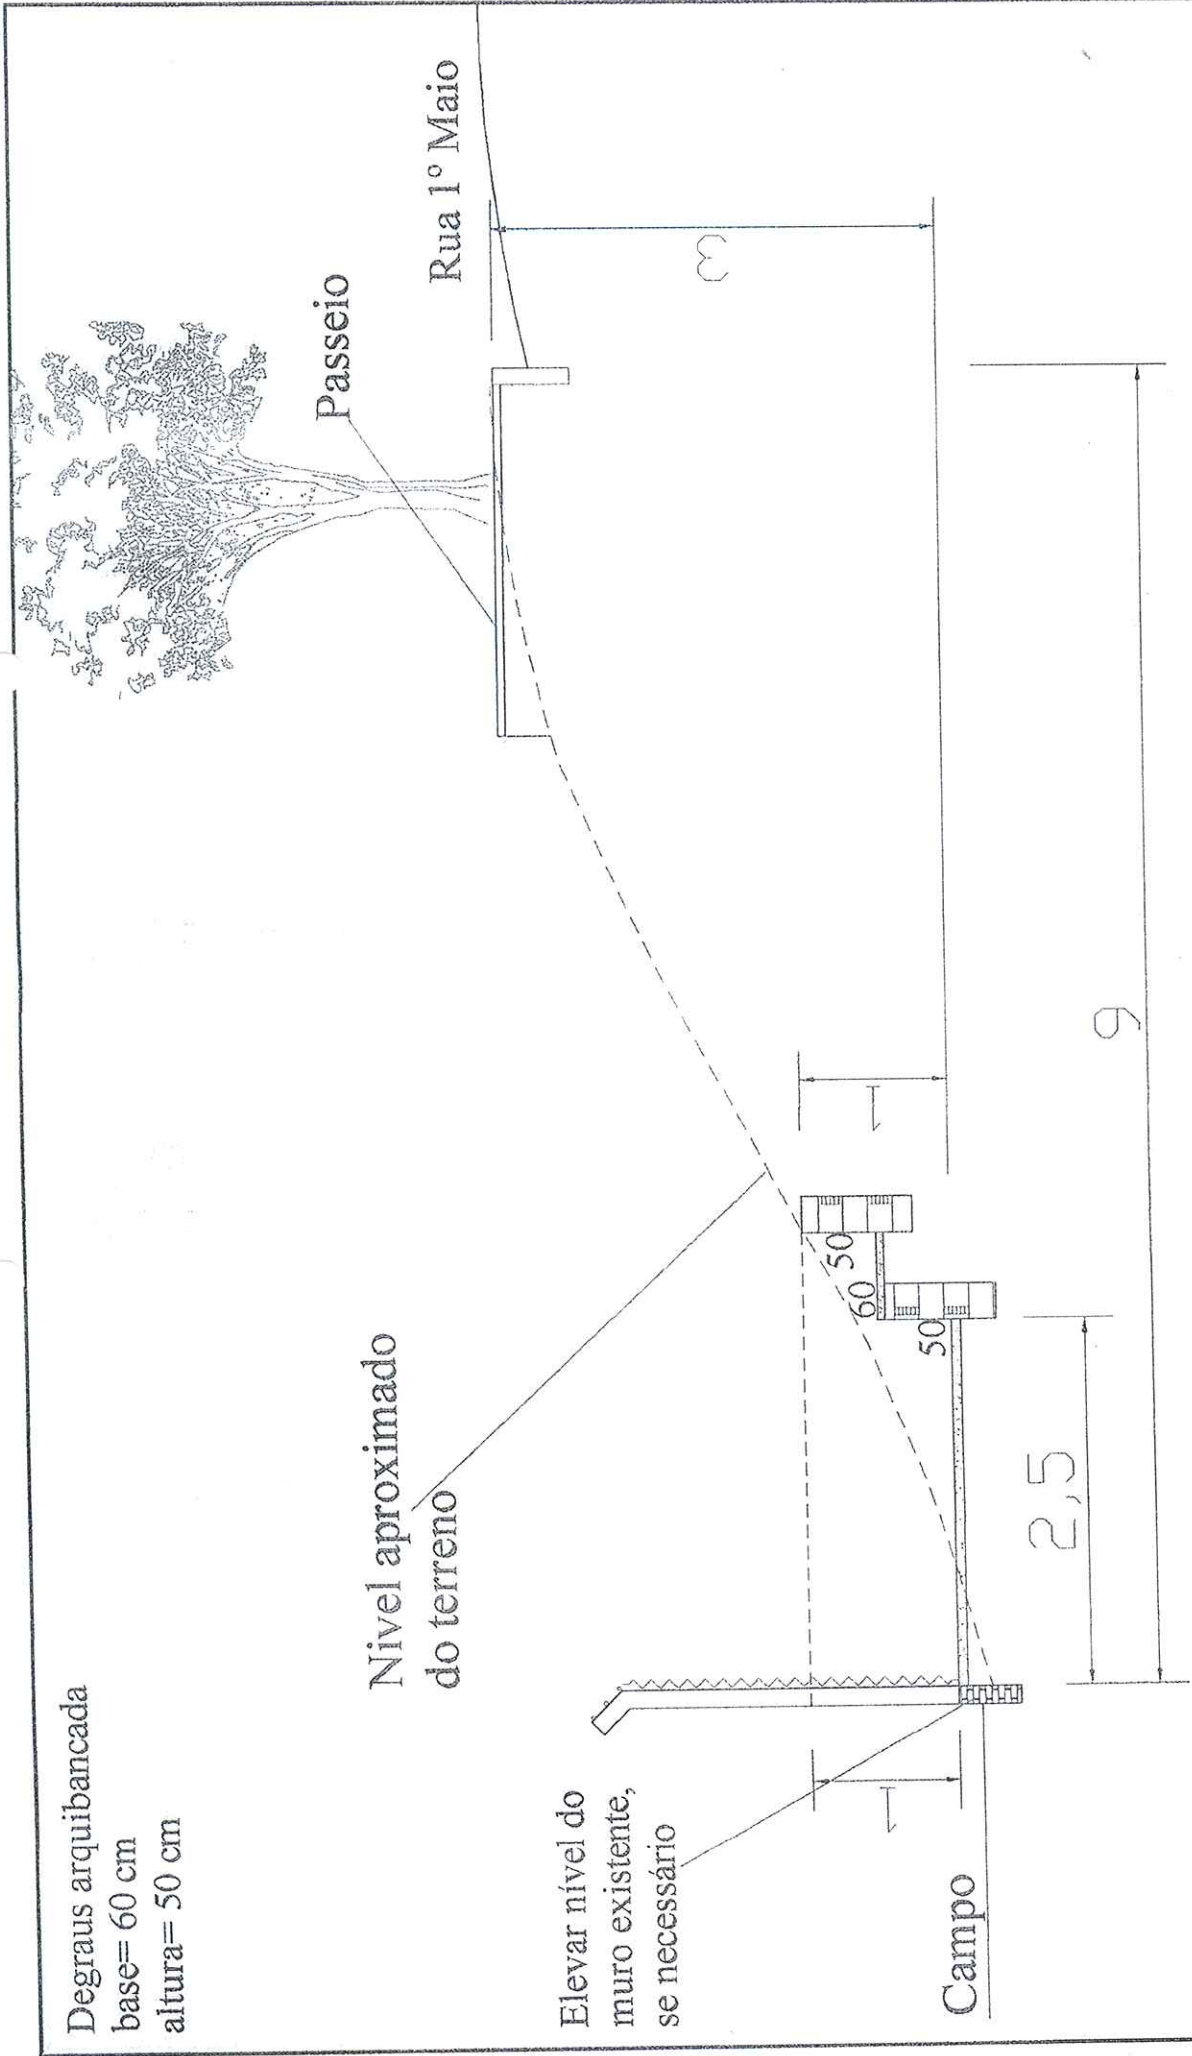 Degraus arquibancada
base= 60 cm
altura= 50 cm
Nivel aproximado
do terreno
Passeio
Rua 1º Maio
Elevar nível do
muro existente,
se necessário
Campo
1
50
60
50
1
3
2,5
9